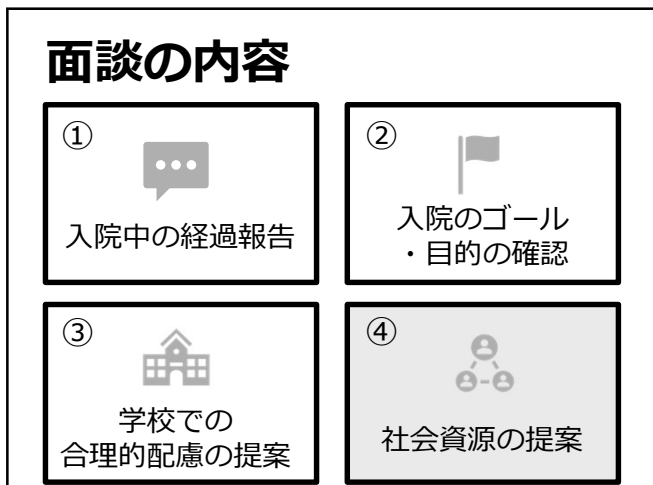 面談の内容
①
入院中の経過報告
②
入院のゴール
・目的の確認
③
学校での
合理的配慮の提案
④
社会資源の提案